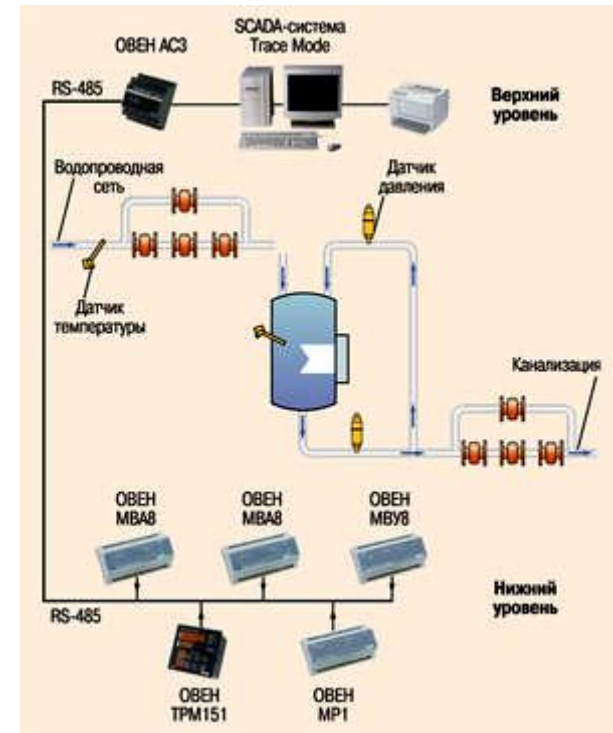 SCADA-система
Trace Mode
ОВЕН АС3
RS-485
Верхний
уровень
Водопроводная
сеть
Датчик
давления
Датчик
температуры
Канализация
ОВЕН
МВА8
ОВЕН
МВА8
ОВЕН
МВУ8
Нижний
уровень
RS-485
ОВЕН
ТРМ151
ОВЕН
МР1